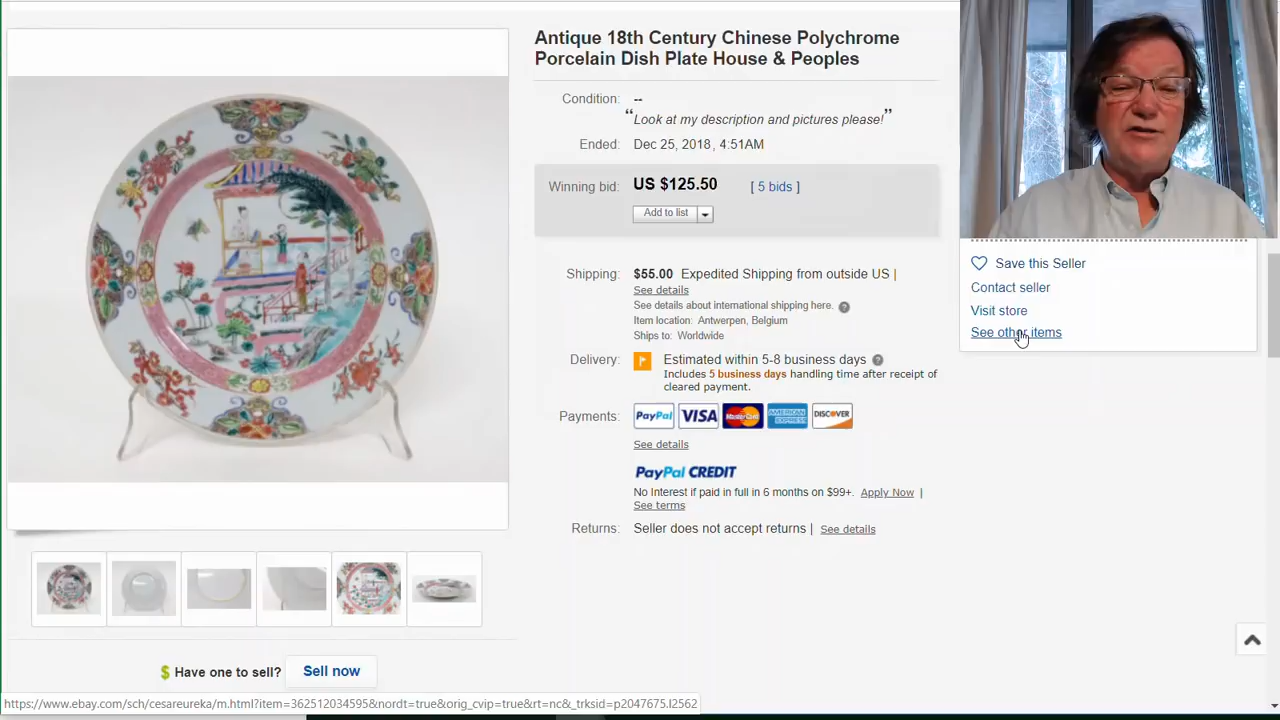 Antique 18th Century Chinese Polychrome
Porcelain Dish Plate House & Peoples
Condition: --
“Look at my description and pictures please!”
Ended: Dec 25, 2018, 4:51AM
Winning bid: US $125.50 [ 5 bids ]
Add to list
Shipping: $55.00 Expedited Shipping from outside US |
See details
See details about international shipping here. ?
Item location: Antwerpen, Belgium
Ships to: Worldwide
Delivery: Estimated within 5-8 business days ?
Includes 5 business days handling time after receipt of
cleared payment.
Payments: PayPal VISA MasterCard AMERICAN EXPRESS DISCOVER
See details
PayPal CREDIT
No Interest if paid in full in 6 months on $99+. Apply Now |
See terms
Returns: Seller does not accept returns | See details
Save this Seller
Contact seller
Visit store
See other items
$ Have one to sell? Sell now
https://www.ebay.com/sch/cesareureka/m.html?item=362512034595&nordt=true&orig_cvip=true&rt=nc&_trksid=p2047675.l2562